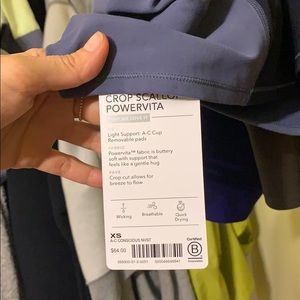 CROP SCALLOP
POWERVITA
Light Support: A-C Cup
Removable pads
FABRIC
Powervita™ fabric is buttery
soft with support that
feels like a gentle hug
Crop cut allows for
breeze to flow
Wicking
Breathable
Quick
Drying
XS
$64.00
Certified
B
Corporation